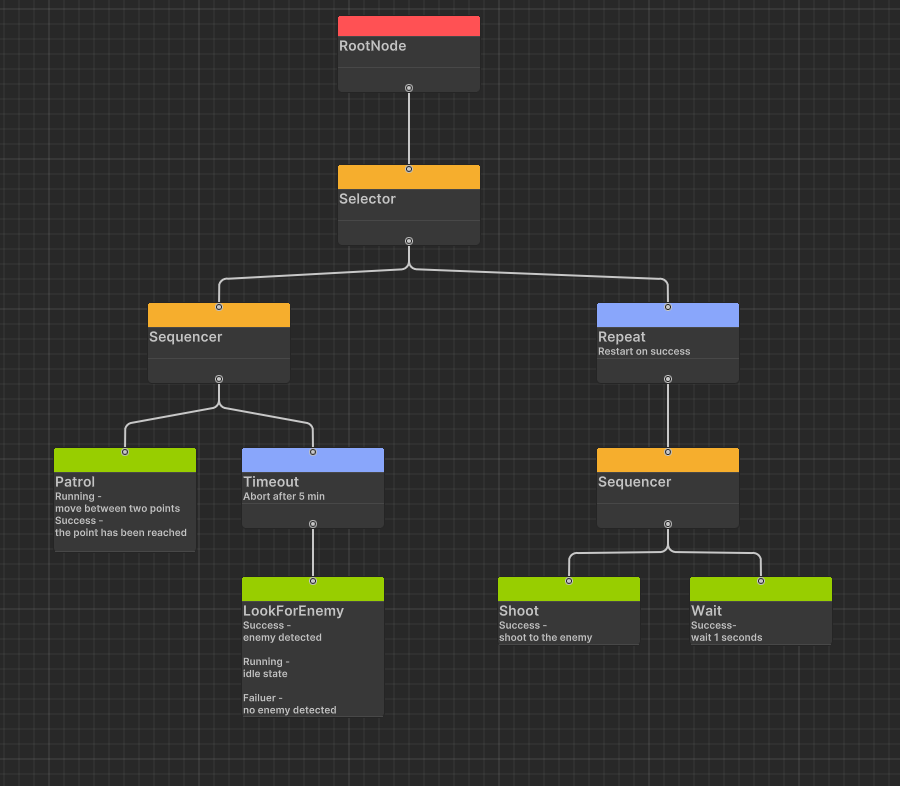 RootNode
Selector
Sequencer
Repeat
Restart on success
Patrol
Running -
move between two points
Success -
the point has been reached
Timeout
Abort after 5 min
Sequencer
LookForEnemy
Success -
enemy detected
Running -
idle state
Failuer -
no enemy detected
Shoot
Success -
shoot to the enemy
Wait
Success-
wait 1 seconds